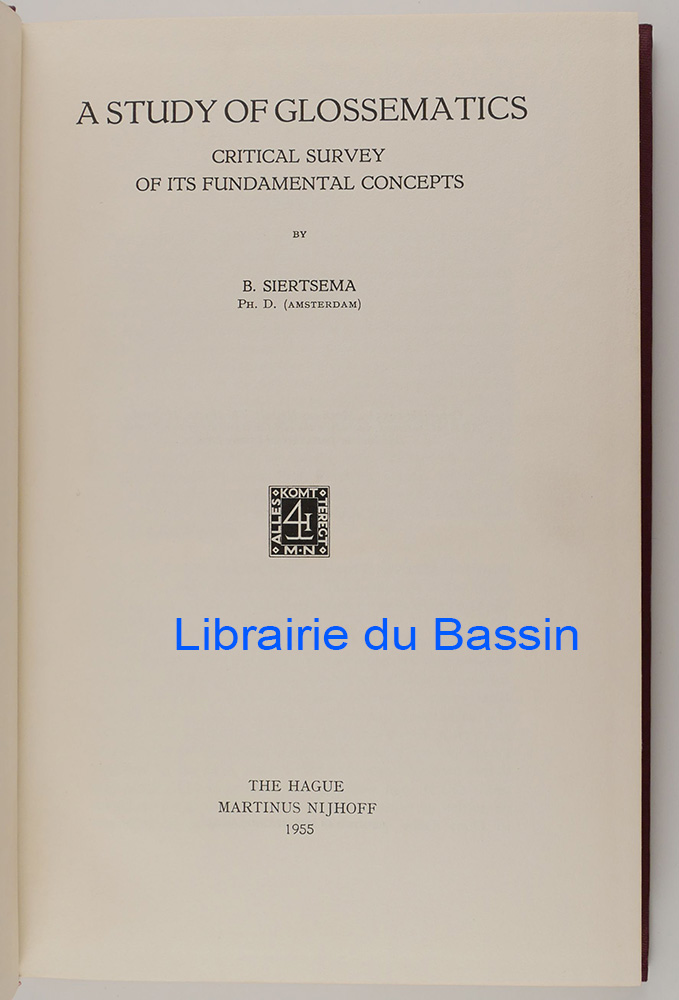 A STUDY OF GLOSSEMATICS
CRITICAL SURVEY
OF ITS FUNDAMENTAL CONCEPTS
BY
B. SIERTSEMA
PH. D. (AMSTERDAM)
ALLES KOMT TERECHT
M·N
Librairie du Bassin
THE HAGUE
MARTINUS NIJHOFF
1955